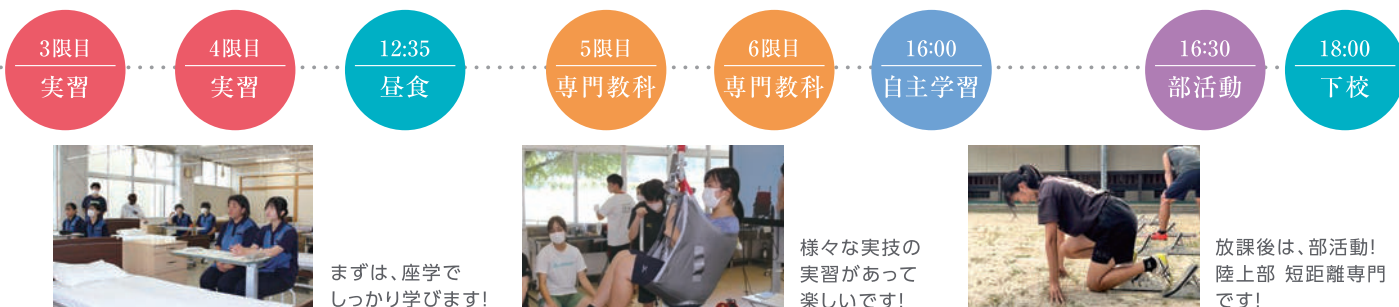 3限目
実習
4限目
実習
12:35
昼食
5限目
専門教科
6限目
専門教科
16:00
自主学習
16:30
部活動
18:00
下校
まずは、座学で
しっかり学びます!
様々な実技の
実習があって
楽しいです!
放課後は、部活動!
陸上部 短距離専門
です!